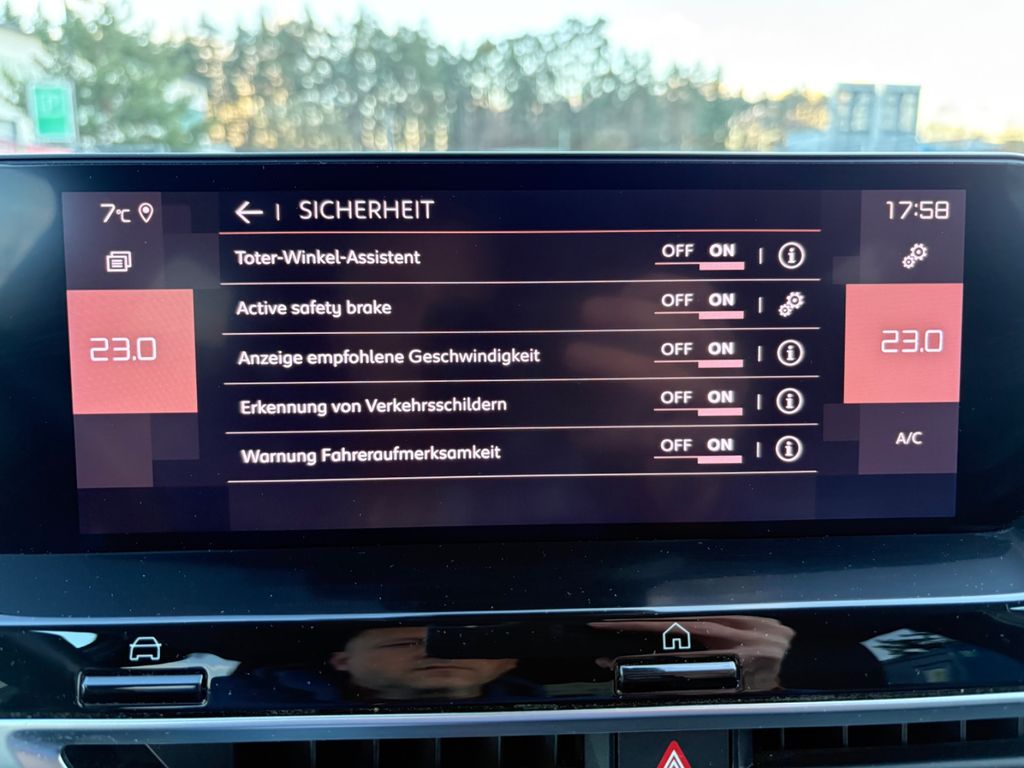 7°C
SICHERHEIT
17:58
Toter-Winkel-Assistent OFF ON
Active safety brake OFF ON
23.0
23.0
Anzeige empfohlene Geschwindigkeit OFF ON
Erkennung von Verkehrsschildern OFF ON
A/C
Warnung Fahreraufmerksamkeit OFF ON